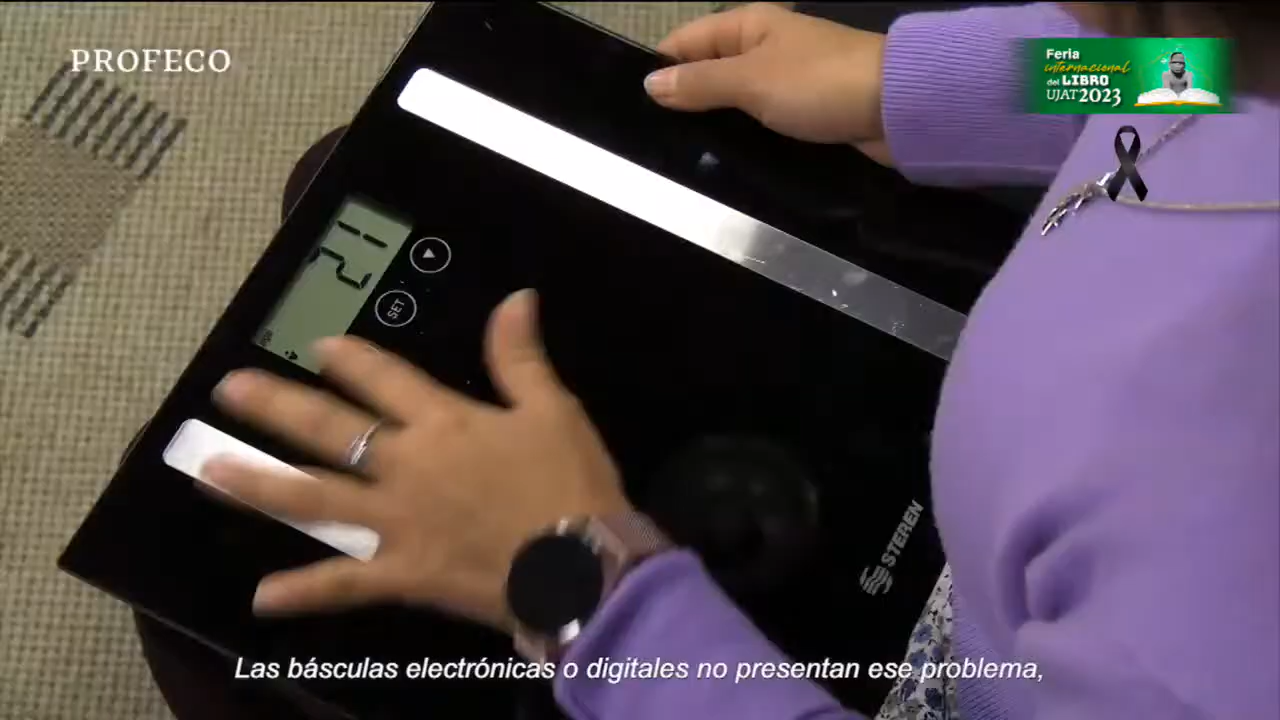 PROFECO
Feria
internacional
del LIBRO
UJAT 2023
SET
STEREN
Las básculas electrónicas o digitales no presentan ese problema,